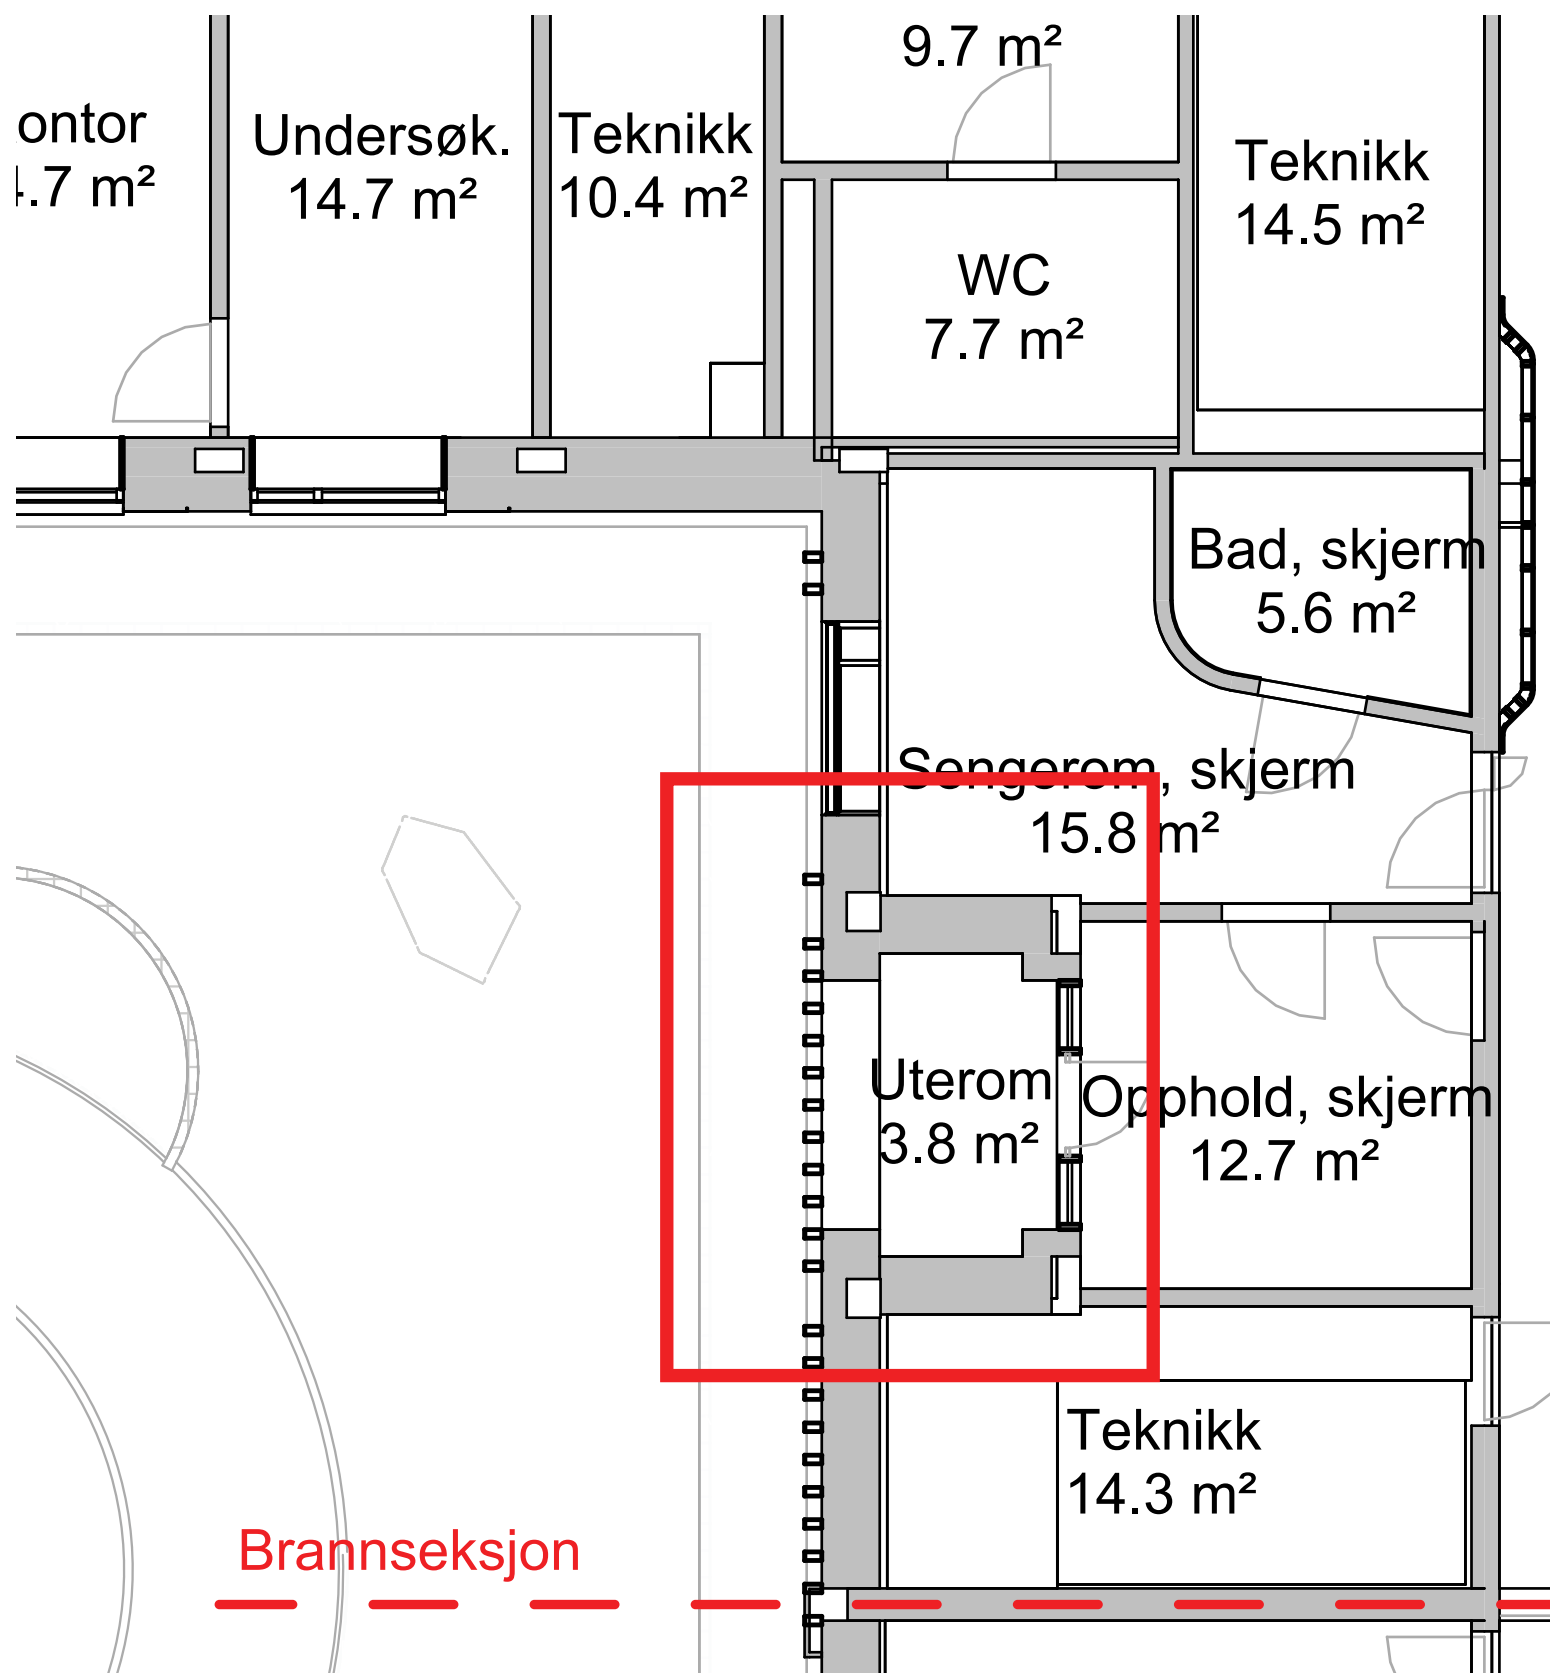 9.7 m²
ontor
.7 m²
Undersøk.
14.7 m²
Teknikk
10.4 m²
Teknikk
14.5 m²
WC
7.7 m²
Bad, skjerm
5.6 m²
Sengerom, skjerm
15.8 m²
Uterom
3.8 m²
Opphold, skjerm
12.7 m²
Teknikk
14.3 m²
Brannseksjon